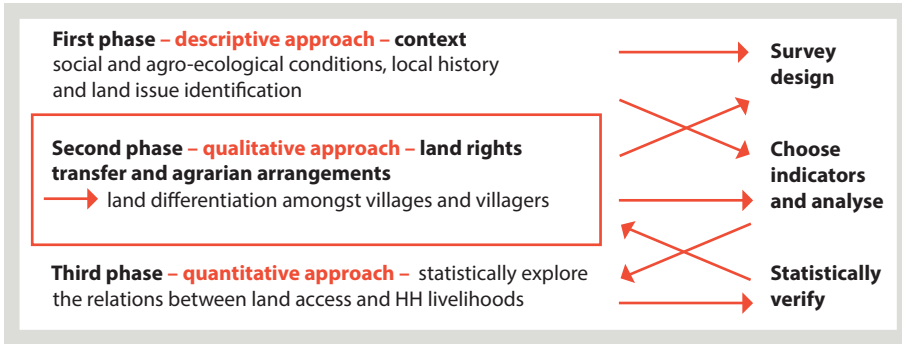 First phase – descriptive approach – context
social and agro-ecological conditions, local history
and land issue identification
Survey
design
Second phase – qualitative approach – land rights
transfer and agrarian arrangements
land differentiation amongst villages and villagers
Choose
indicators
and analyse
Third phase – quantitative approach – statistically explore
the relations between land access and HH livelihoods
Statistically
verify